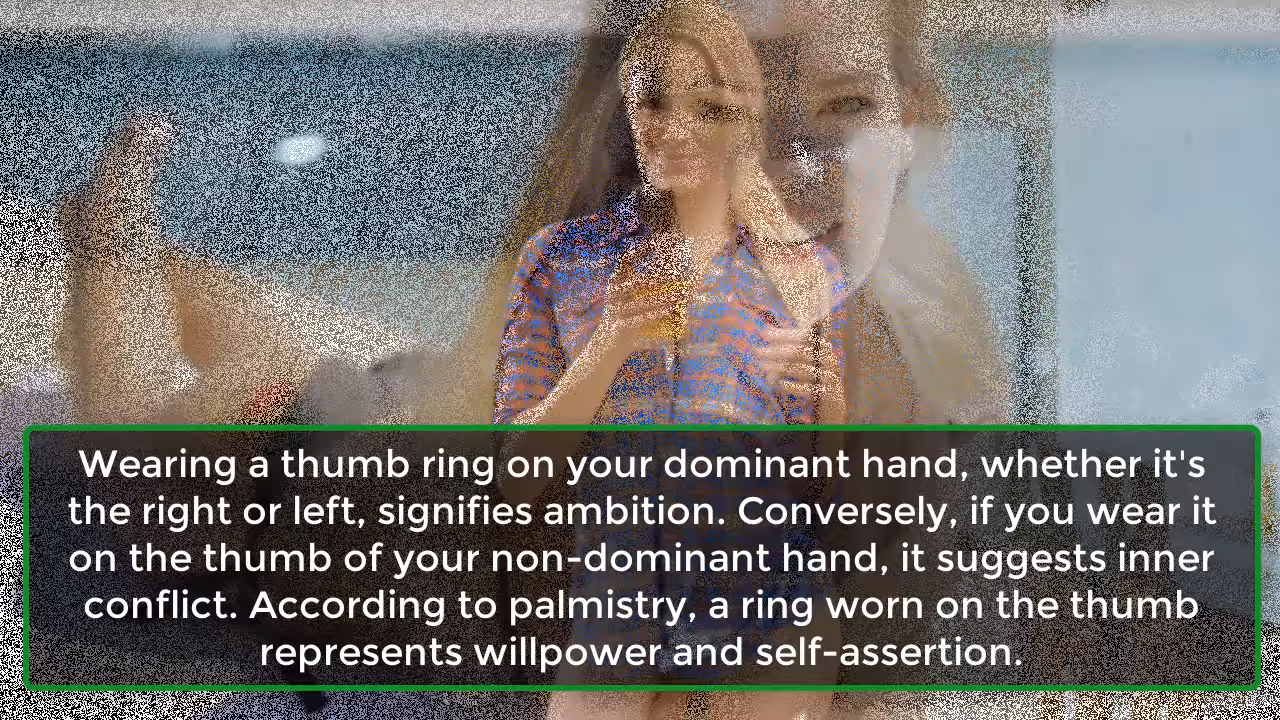 Wearing a thumb ring on your dominant hand, whether it's
the right or left, signifies ambition. Conversely, if you wear it
on the thumb of your non-dominant hand, it suggests inner
conflict. According to palmistry, a ring worn on the thumb
represents willpower and self-assertion.